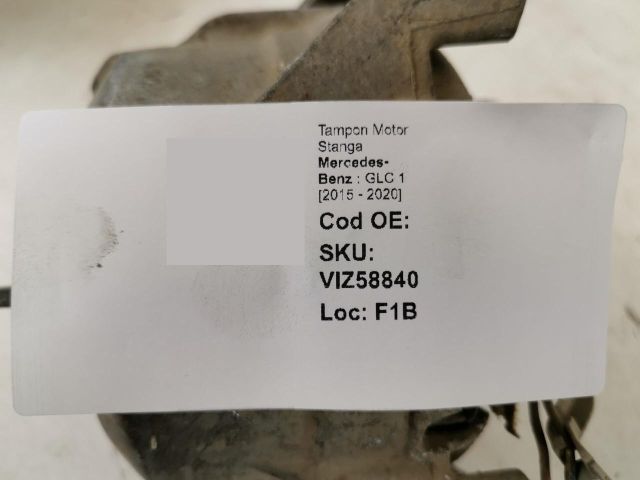 Tampon Motor
Stanga
Mercedes-
Benz : GLC 1
[2015 - 2020]
Cod OE:
SKU:
VIZ58840
Loc: F1B